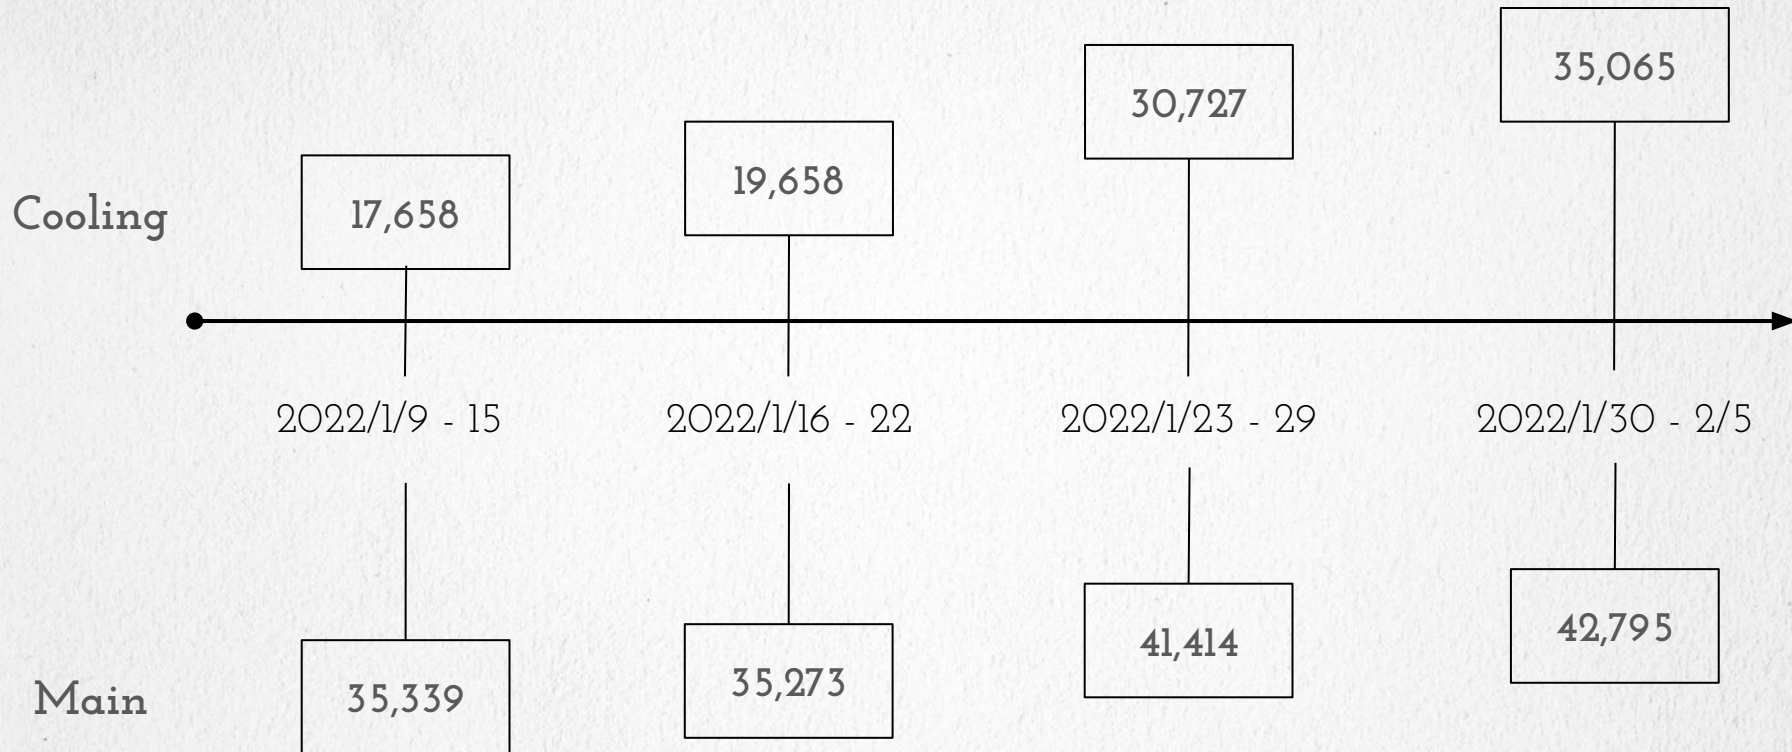 35,065
30,727
19,658
17,658
Cooling
2022/1/9 - 15
2022/1/16 - 22
2022/1/23 - 29
2022/1/30 - 2/5
42,795
41,414
35,273
35,339
Main